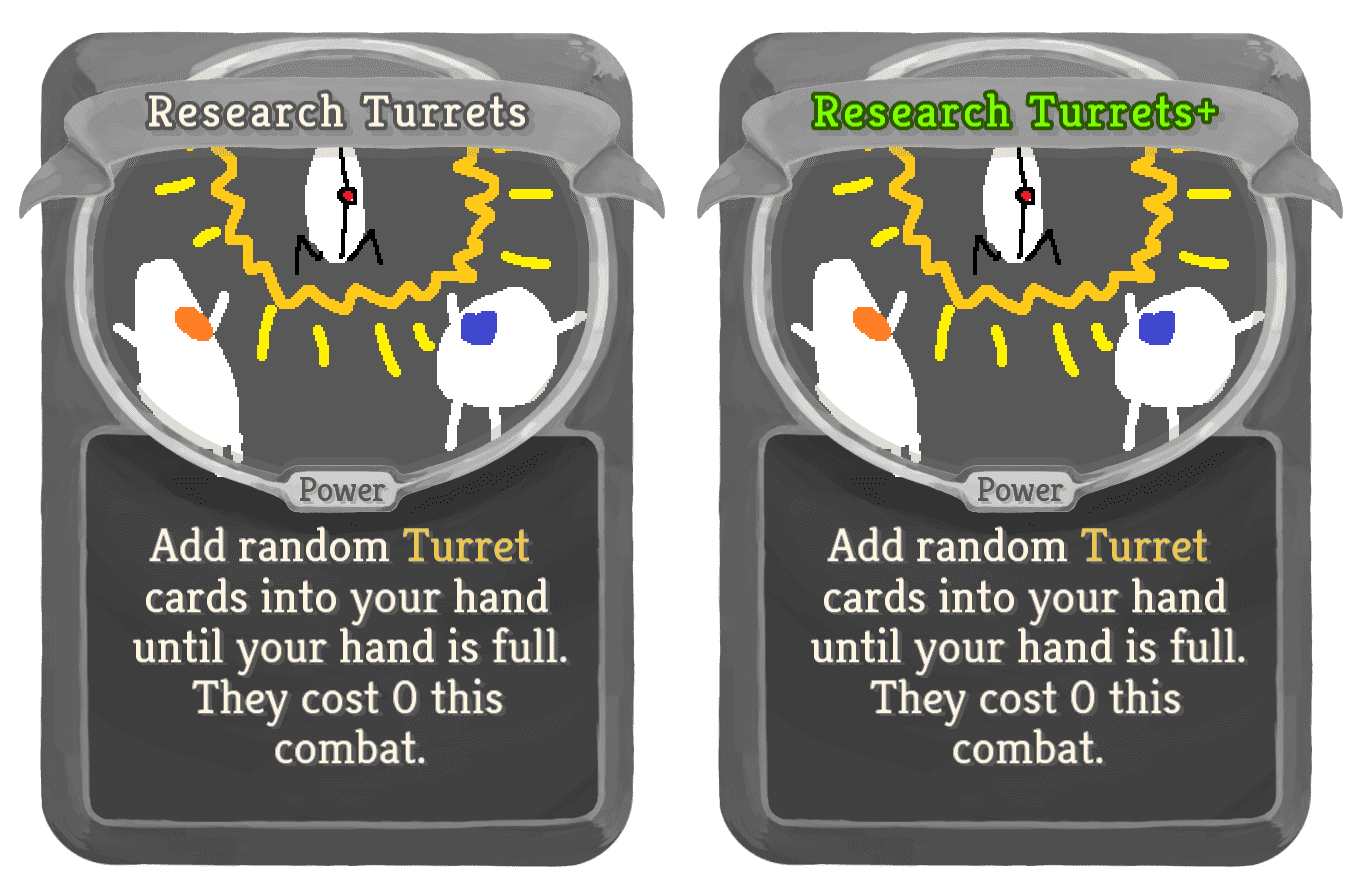 Research Turrets
Power
Add random Turret
cards into your hand
until your hand is full.
They cost 0 this
combat.
Research Turrets+
Power
Add random Turret
cards into your hand
until your hand is full.
They cost 0 this
combat.